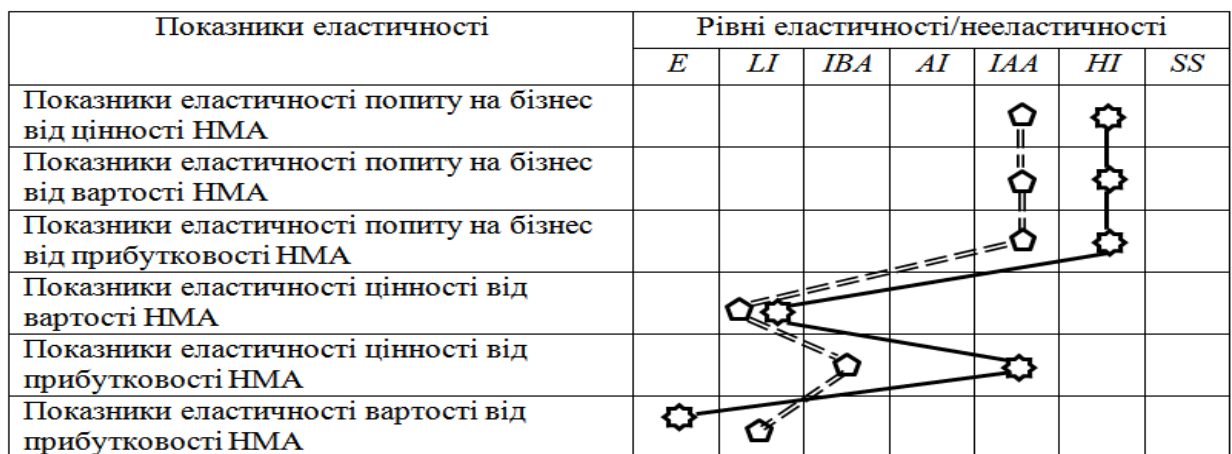 Показники еластичності
Рівні еластичності/нееластичності
E LI IBA AI IAA HI SS
Показники еластичності попиту на бізнес
від цінності НМА
Показники еластичності попиту на бізнес
від вартості НМА
Показники еластичності попиту на бізнес
від прибутковості НМА
Показники еластичності цінності від
вартості НМА
Показники еластичності цінності від
прибутковості НМА
Показники еластичності вартості від
прибутковості НМА